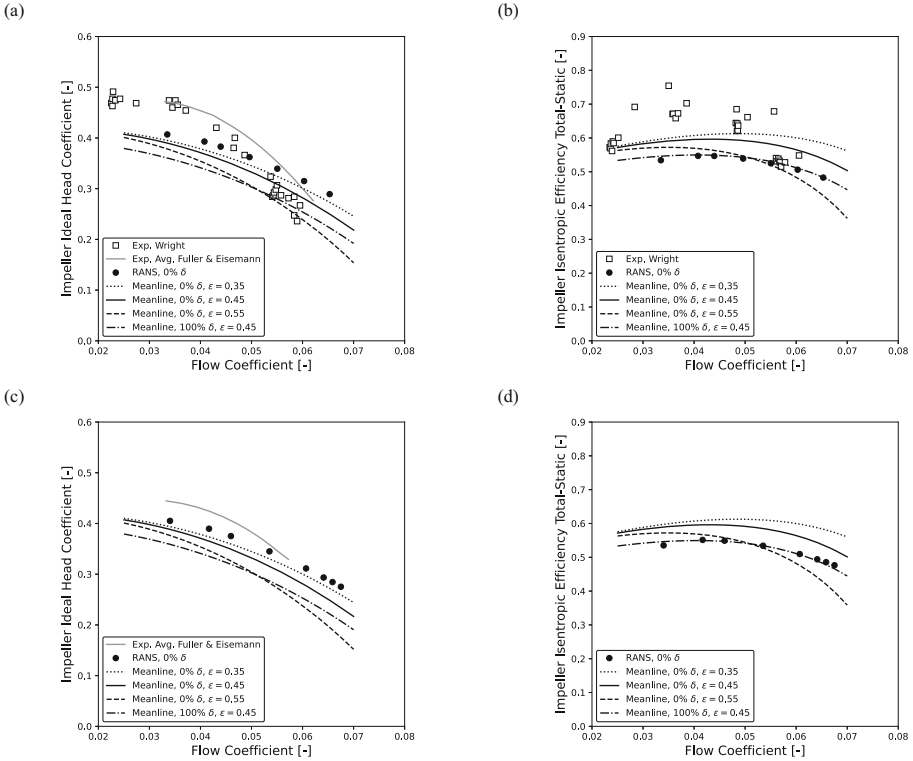 (a)
Impeller Ideal Head Coefficient [-]
0.6
0.5
0.4
0.3
0.2
0.1
0.0
Exp. Wright
Exp. Avg. Fuller & Eisemann
RANS, 0% δ
Meanline, 0% δ, ε = 0.35
Meanline, 0% δ, ε = 0.45
Meanline, 0% δ, ε = 0.55
Meanline, 100% δ, ε = 0.45
0.02 0.03 0.04 0.05 0.06 0.07 0.08
Flow Coefficient [-]
(b)
Impeller Isentropic Efficiency Total-Static [-]
0.9
0.8
0.7
0.6
0.5
0.4
0.3
0.2
0.1
0.0
Exp. Wright
RANS, 0% δ
Meanline, 0% δ, ε = 0.35
Meanline, 0% δ, ε = 0.45
Meanline, 0% δ, ε = 0.55
Meanline, 100% δ, ε = 0.45
0.02 0.03 0.04 0.05 0.06 0.07 0.08
Flow Coefficient [-]
(c)
Impeller Ideal Head Coefficient [-]
0.6
0.5
0.4
0.3
0.2
0.1
0.0
Exp. Avg. Fuller & Eisemann
RANS, 0% δ
Meanline, 0% δ, ε = 0.35
Meanline, 0% δ, ε = 0.45
Meanline, 0% δ, ε = 0.55
Meanline, 100% δ, ε = 0.45
0.02 0.03 0.04 0.05 0.06 0.07 0.08
Flow Coefficient [-]
(d)
Impeller Isentropic Efficiency Total-Static [-]
0.9
0.8
0.7
0.6
0.5
0.4
0.3
0.2
0.1
0.0
RANS, 0% δ
Meanline, 0% δ, ε = 0.35
Meanline, 0% δ, ε = 0.45
Meanline, 0% δ, ε = 0.55
Meanline, 100% δ, ε = 0.45
0.02 0.03 0.04 0.05 0.06 0.07 0.08
Flow Coefficient [-]